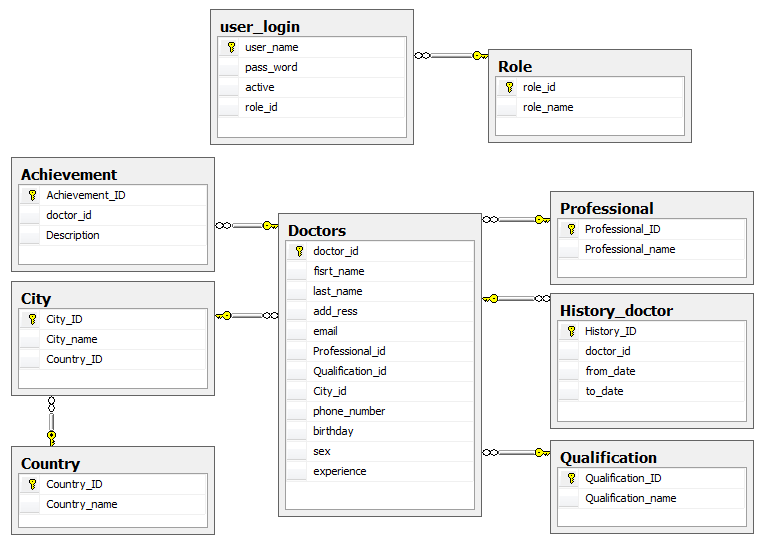 user_login
user_name
pass_word
active
role_id
Role
role_id
role_name
Achievement
Achievement_ID
doctor_id
Description
City
City_ID
City_name
Country_ID
Country
Country_ID
Country_name
Doctors
doctor_id
fisrt_name
last_name
add_ress
email
Professional_id
Qualification_id
City_id
phone_number
birthday
sex
experience
Professional
Professional_ID
Professional_name
History_doctor
History_ID
doctor_id
from_date
to_date
Qualification
Qualification_ID
Qualification_name